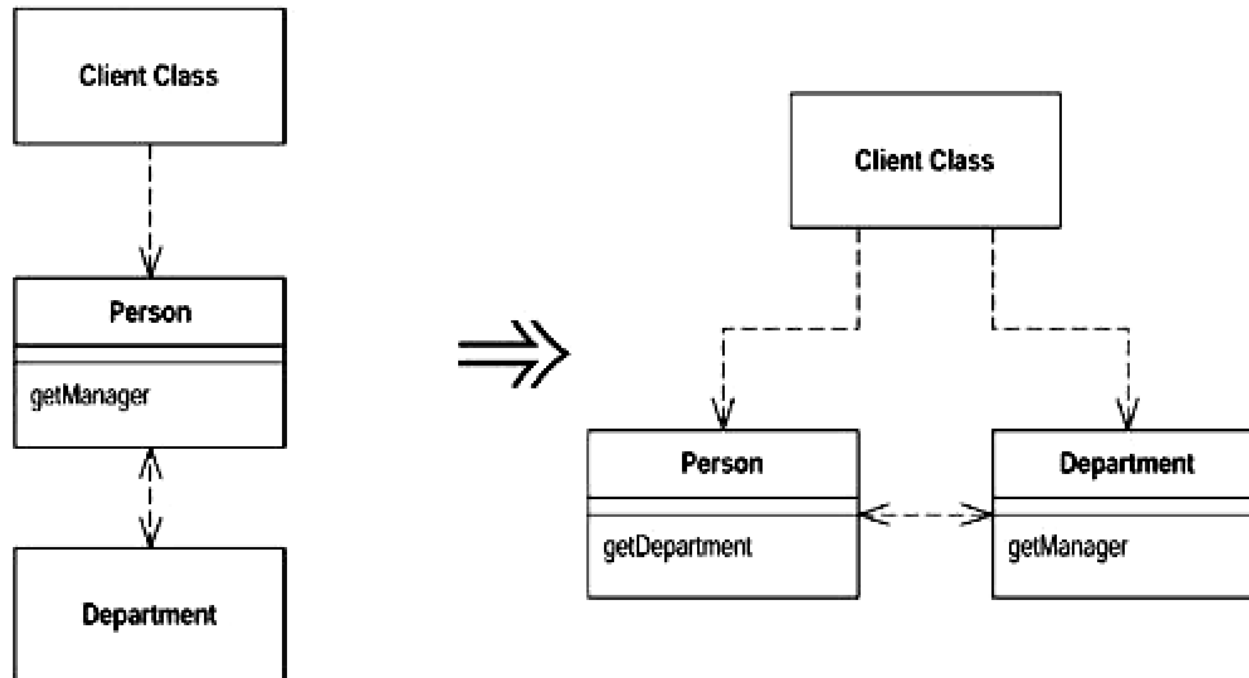 Client Class
Person
getManager
Department
Client Class
Person
getDepartment
Department
getManager